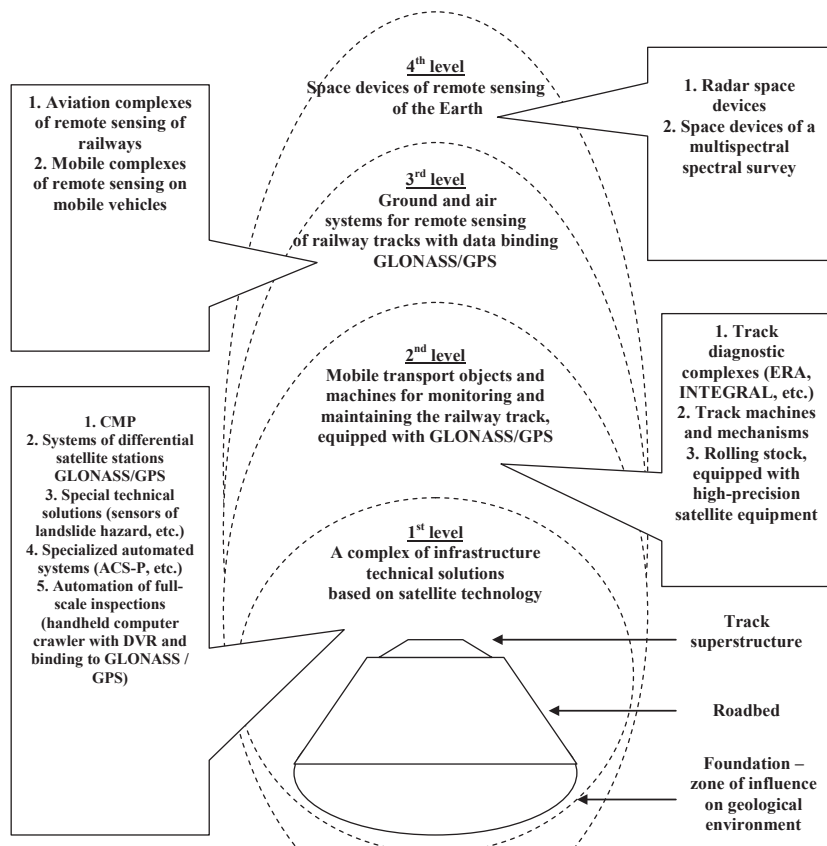 4th level
Space devices of remote sensing
of the Earth
1. Radar space
devices
2. Space devices of a
multispectral
spectral survey
1. Aviation complexes
of remote sensing of
railways
2. Mobile complexes
of remote sensing on
mobile vehicles
3rd level
Ground and air
systems for remote sensing
of railway tracks with data binding
GLONASS/GPS
2nd level
Mobile transport objects and
machines for monitoring and
maintaining the railway track,
equipped with GLONASS/GPS
1. Track
diagnostic
complexes (ERA,
INTEGRAL, etc.)
2. Track machines
and mechanisms
3. Rolling stock,
equipped with
high-precision
satellite equipment
1. CMP
2. Systems of differential
satellite stations
GLONASS/GPS
3. Special technical
solutions (sensors of
landslide hazard, etc.)
4. Specialized automated
systems (ACS-P, etc.)
5. Automation of full-
scale inspections
(handheld computer
crawler with DVR and
binding to GLONASS /
GPS)
1st level
A complex of infrastructure
technical solutions
based on satellite technology
Track
superstructure
Roadbed
Foundation –
zone of influence
on geological
environment